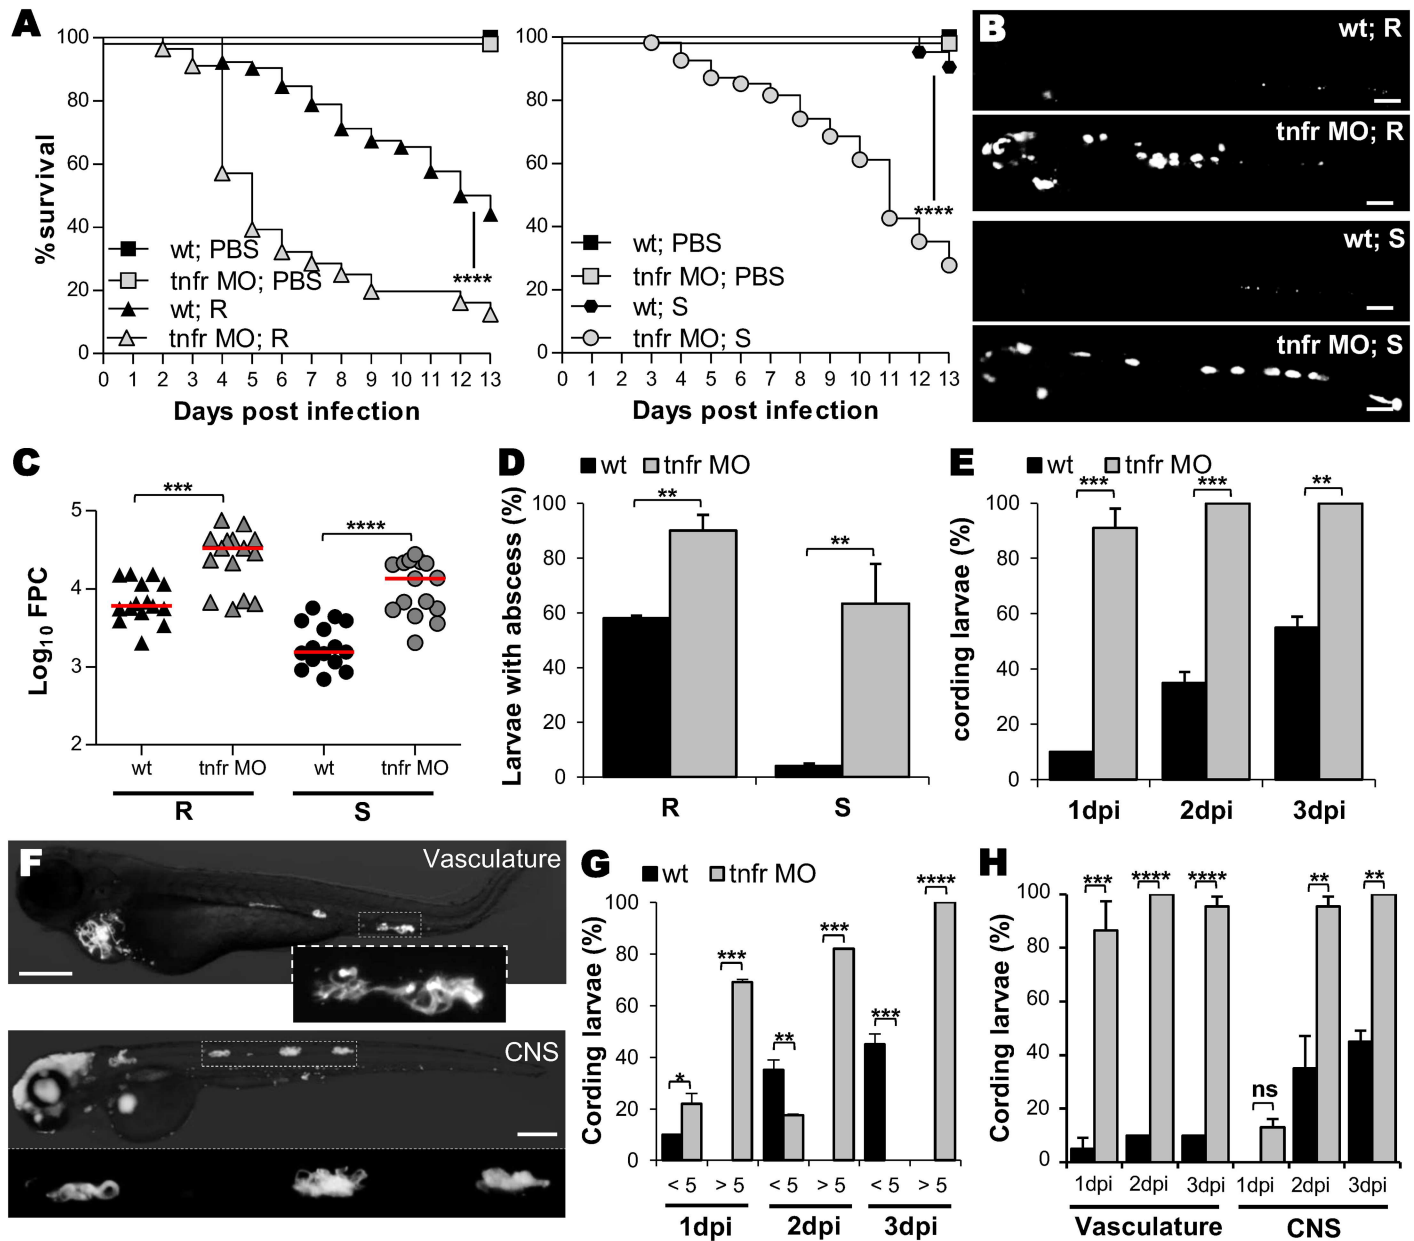 A
% survival
100
80
60
40
20
0
wt; PBS
tnfr MO; PBS
wt; R
tnfr MO; R
****
0 1 2 3 4 5 6 7 8 9 10 11 12 13
Days post infection
100
80
60
40
20
0
wt; PBS
tnfr MO; PBS
wt; S
tnfr MO; S
****
0 1 2 3 4 5 6 7 8 9 10 11 12 13
Days post infection
B
wt; R
tnfr MO; R
wt; S
tnfr MO; S
C
Log10 FPC
5
4
3
2
***
****
wt tnfr MO wt tnfr MO
R S
D
wt tnfr MO
Larvae with abscess (%)
100
80
60
40
20
0
**
**
R S
E
wt tnfr MO
cording larvae (%)
100
80
60
40
20
0
*** *** **
1dpi 2dpi 3dpi
F
Vasculature
CNS
G
wt tnfr MO
Cording larvae (%)
100
80
60
40
20
0
* *** ** *** *** ****
< 5 > 5 < 5 > 5 < 5 > 5
1dpi 2dpi 3dpi
H
Cording larvae (%)
100
80
60
40
20
0
*** **** **** ns ** **
1dpi 2dpi 3dpi 1dpi 2dpi 3dpi
Vasculature CNS